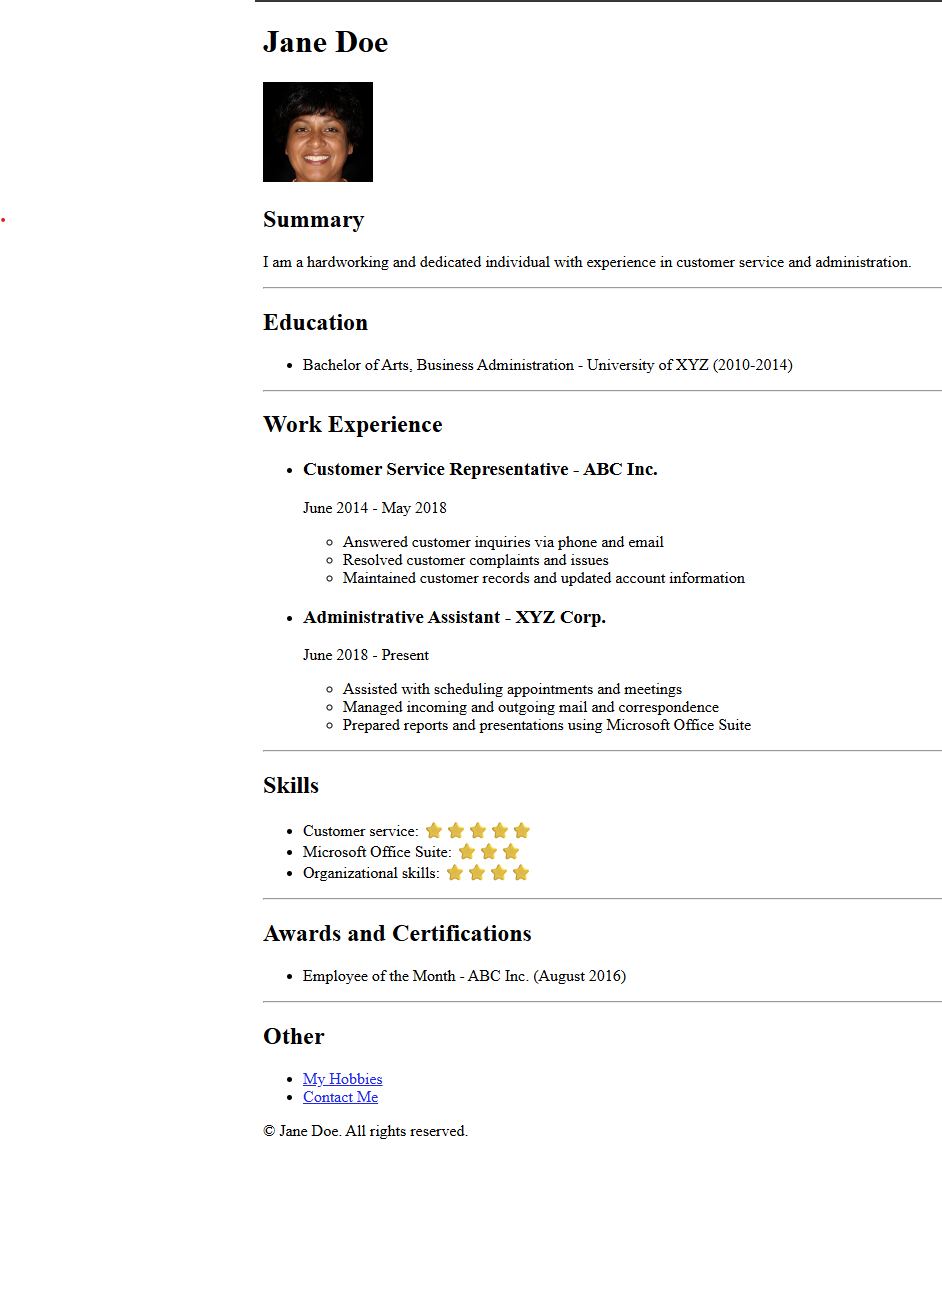 Jane Doe
Summary
I am a hardworking and dedicated individual with experience in customer service and administration.
Education
Bachelor of Arts, Business Administration - University of XYZ (2010-2014)
Work Experience
Customer Service Representative - ABC Inc.
June 2014 - May 2018
Answered customer inquiries via phone and email
Resolved customer complaints and issues
Maintained customer records and updated account information
Administrative Assistant - XYZ Corp.
June 2018 - Present
Assisted with scheduling appointments and meetings
Managed incoming and outgoing mail and correspondence
Prepared reports and presentations using Microsoft Office Suite
Skills
Customer service:
Microsoft Office Suite:
Organizational skills:
Awards and Certifications
Employee of the Month - ABC Inc. (August 2016)
Other
My Hobbies
Contact Me
© Jane Doe. All rights reserved.